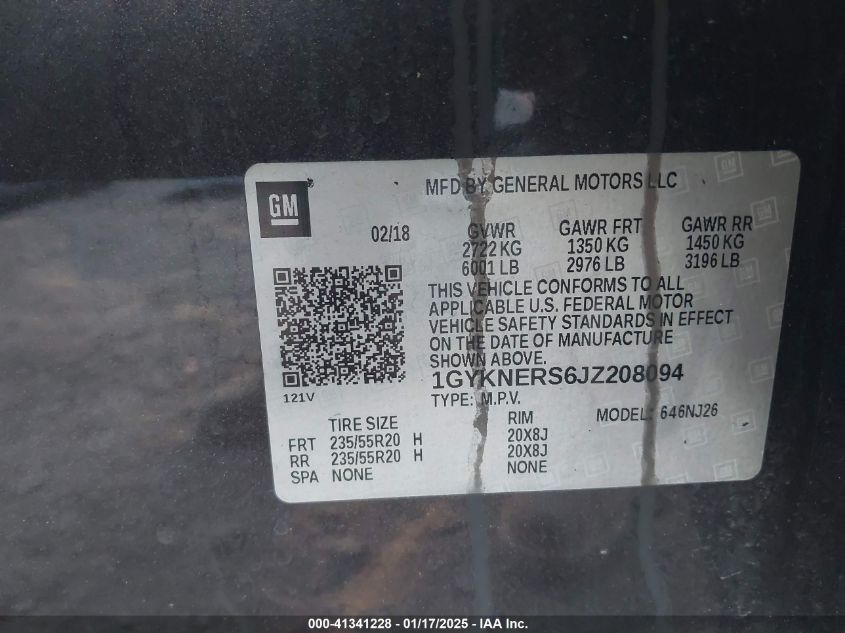 GM
MFD BY GENERAL MOTORS LLC
02/18
GVWR GAWR FRT GAWR RR
2722 KG 1350 KG 1450 KG
6001 LB 2976 LB 3196 LB
THIS VEHICLE CONFORMS TO ALL
APPLICABLE U.S. FEDERAL MOTOR
VEHICLE SAFETY STANDARDS IN EFFECT
ON THE DATE OF MANUFACTURE
SHOWN ABOVE.
1GYKNERS6JZ208094
TYPE: M.P.V.
MODEL: 646NJ26
121V
TIRE SIZE RIM
FRT 235/55R20 H 20X8J
RR 235/55R20 H 20X8J
SPA NONE NONE
000-41341228 - 01/17/2025 - IAA Inc.